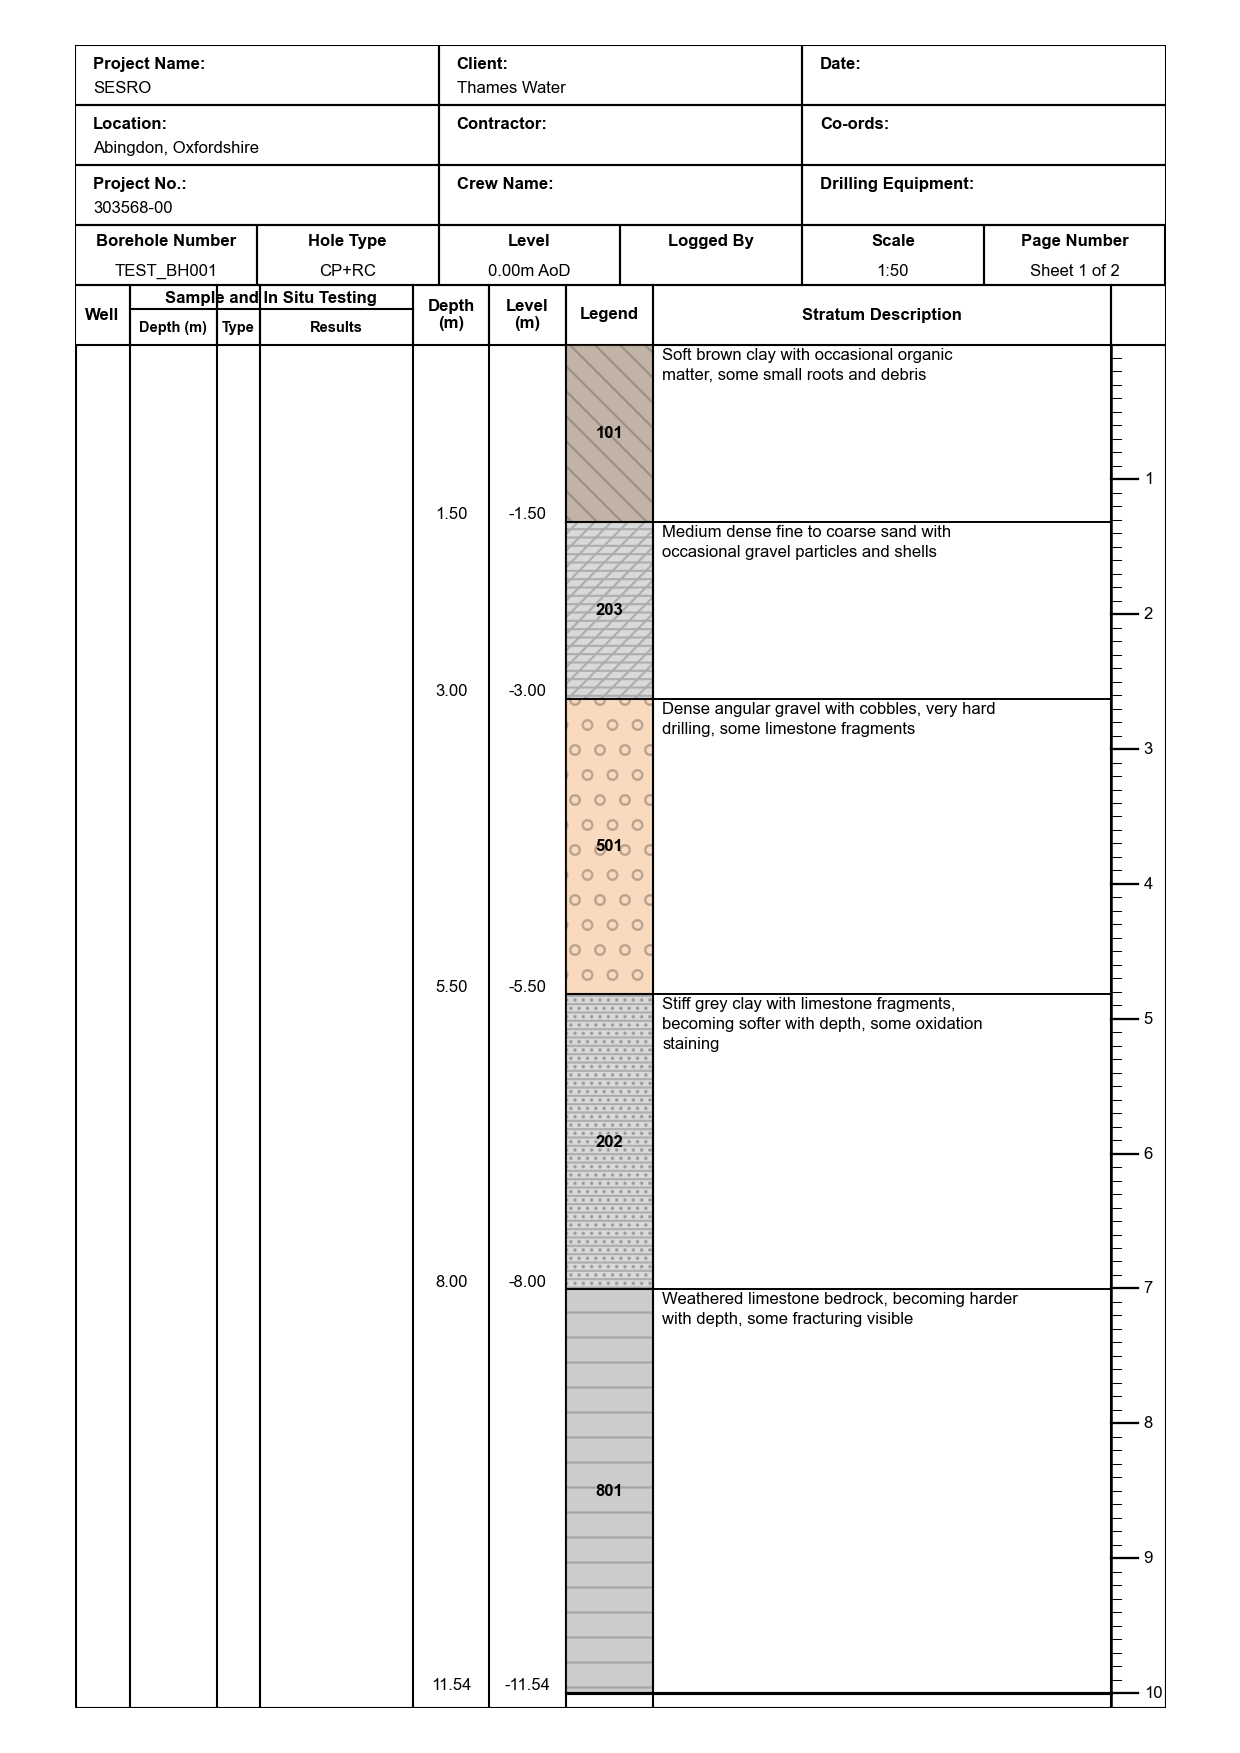 Project Name:
SESRO
Client:
Thames Water
Date:
Location:
Abingdon, Oxfordshire
Contractor:
Co-ords:
Project No.:
303568-00
Crew Name:
Drilling Equipment:
Borehole Number
TEST_BH001
Hole Type
CP+RC
Level
0.00m AoD
Logged By
Scale
1:50
Page Number
Sheet 1 of 2
Well
Sample and In Situ Testing
Depth (m)
Type
Results
Depth
(m)
Level
(m)
Legend
Stratum Description
Soft brown clay with occasional organic
matter, some small roots and debris
101
1
1.50
-1.50
Medium dense fine to coarse sand with
occasional gravel particles and shells
203
2
3.00
-3.00
Dense angular gravel with cobbles, very hard
drilling, some limestone fragments
3
501
4
5.50
-5.50
Stiff grey clay with limestone fragments,
becoming softer with depth, some oxidation
staining
5
202
6
8.00
-8.00
7
Weathered limestone bedrock, becoming harder
with depth, some fracturing visible
8
801
9
11.54
-11.54
10